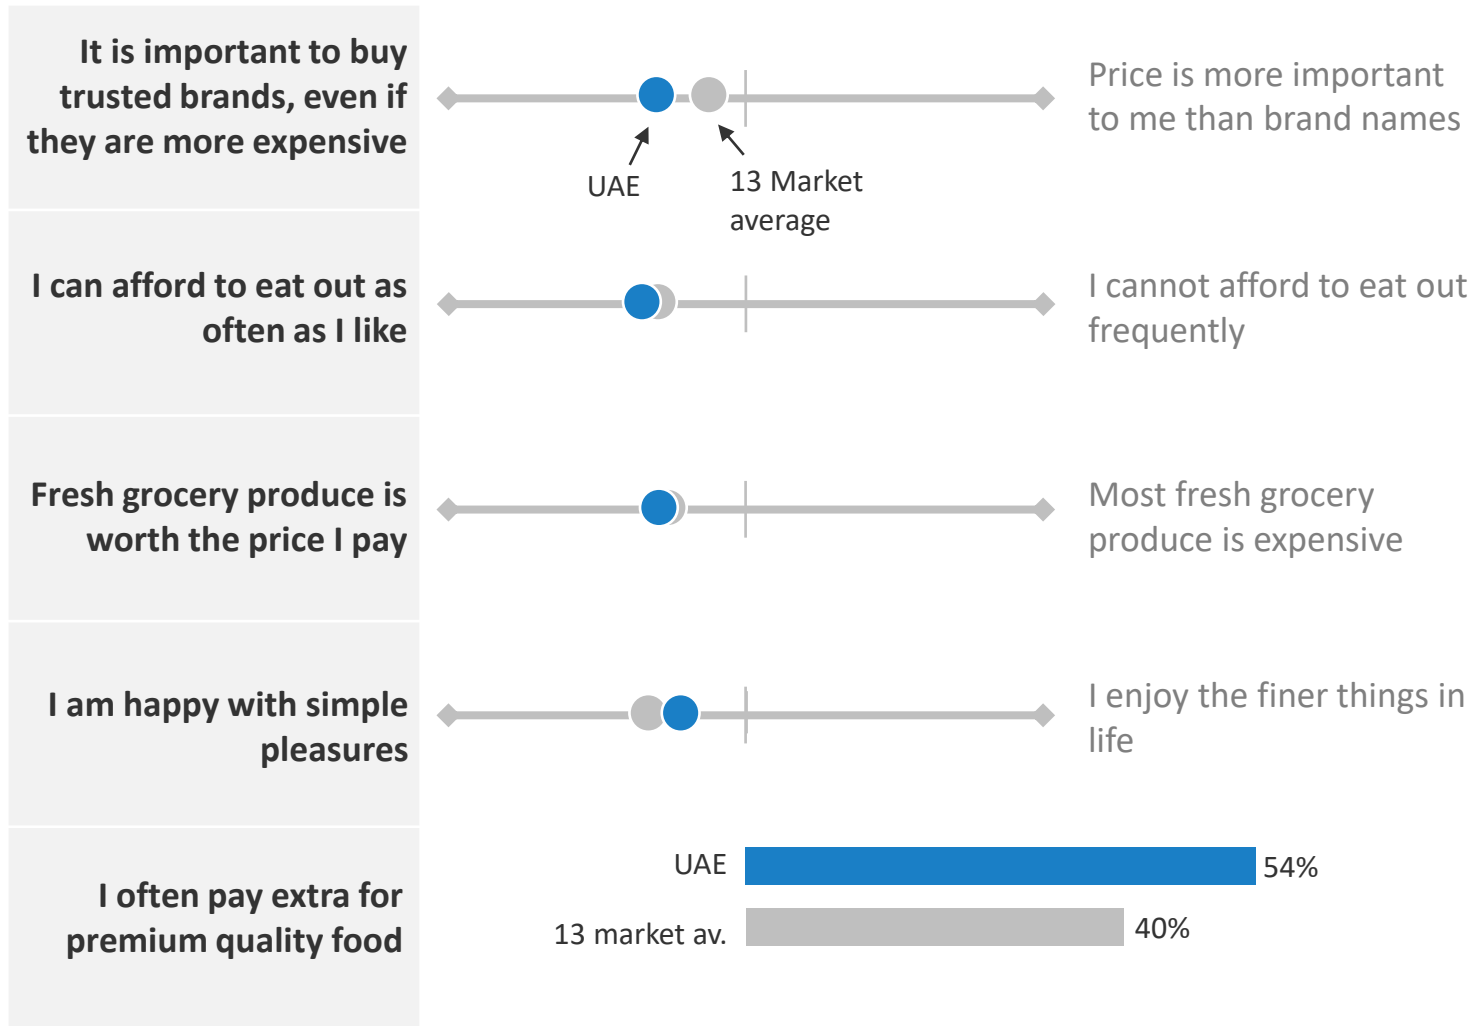 It is important to buy
trusted brands, even if
they are more expensive
UAE
13 Market
average
Price is more important
to me than brand names
I can afford to eat out as
often as I like
I cannot afford to eat out
frequently
Fresh grocery produce is
worth the price I pay
Most fresh grocery
produce is expensive
I am happy with simple
pleasures
I enjoy the finer things in
life
I often pay extra for
premium quality food
UAE
54%
13 market av.
40%